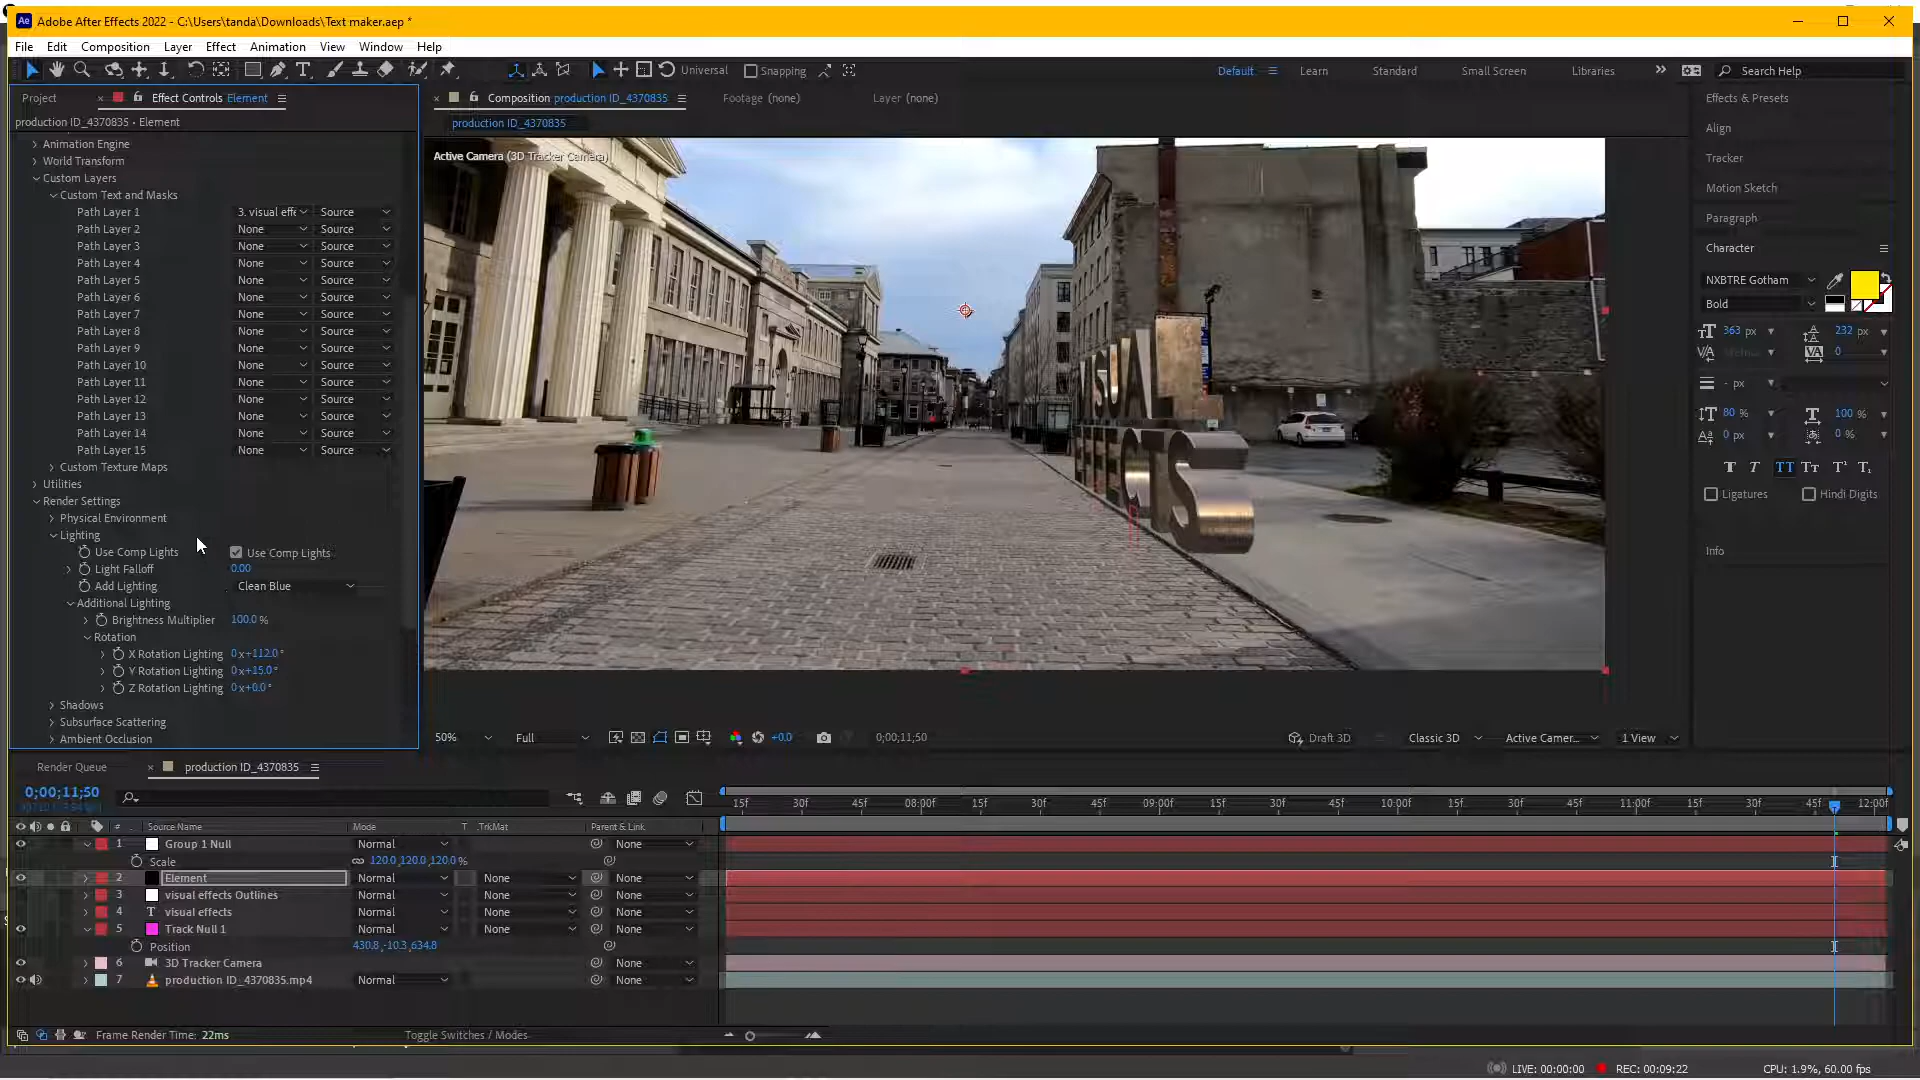 Adobe After Effects 2022 - C:\Users\tanda\Downloads\Text maker.aep *
File Edit Composition Layer Effect Animation View Window Help
Universal Snapping Default Learn Standard Small Screen Libraries Search Help
Project Effect Controls Element
production ID_4370835 • Element
Animation Engine
World Transform
Custom Layers
Custom Text and Masks
Path Layer 1 3. visual effe Source
Path Layer 2 None Source
Path Layer 3 None Source
Path Layer 4 None Source
Path Layer 5 None Source
Path Layer 6 None Source
Path Layer 7 None Source
Path Layer 8 None Source
Path Layer 9 None Source
Path Layer 10 None Source
Path Layer 11 None Source
Path Layer 12 None Source
Path Layer 13 None Source
Path Layer 14 None Source
Path Layer 15 None Source
Custom Texture Maps
Utilities
Render Settings
Physical Environment
Lighting
Use Comp Lights Use Comp Lights
Light Falloff 0.00
Add Lighting Clean Blue
Additional Lighting
Brightness Multiplier 100.0 %
Rotation
X Rotation Lighting 0 x+112.0 °
Y Rotation Lighting 0 x+15.0 °
Z Rotation Lighting 0 x+0.0 °
Shadows
Subsurface Scattering
Ambient Occlusion
Composition production ID_4370835 Footage (none) Layer (none)
production ID_4370835
Active Camera (3D Tracker Camera)
50% Full +0.0 0;00;11;50 Draft 3D Classic 3D Active Camer... 1 View
Effects & Presets
Align
Tracker
Motion Sketch
Paragraph
Character
NXBTRE Gotham
Bold
363 px 232 px
0
- px
80 % 100 %
0 px 0 %
T T TT Tт T¹ T₁
Ligatures Hindi Digits
Info
Render Queue production ID_4370835
0;00;11;50
15f 30f 45f 08:00f 15f 30f 45f 09:00f 15f 30f 45f 10:00f 15f 30f 45f 11:00f 15f 30f 45f 12:00f
# Source Name Mode T .TrkMat Parent & Link
1 Group 1 Null Normal None
Scale 120.0,120.0,120.0%
2 Element Normal None None
3 visual effects Outlines Normal None None
4 T visual effects Normal None None
5 Track Null 1 Normal None None
Position 430.8,-10.3,634.8
6 3D Tracker Camera None
7 production ID_4370835.mp4 Normal None
Frame Render Time: 22ms Toggle Switches / Modes
LIVE: 00:00:00 REC: 00:09:22 CPU: 1.9%, 60.00 fps